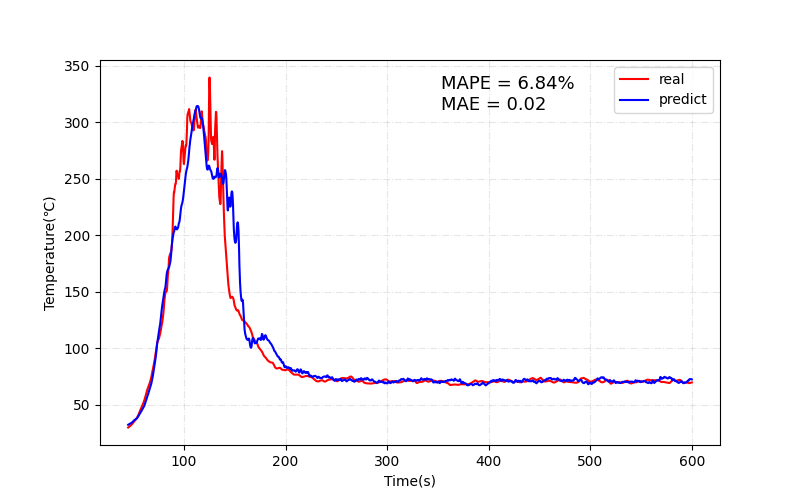 MAPE = 6.84%
MAE = 0.02
real
predict
350
300
250
200
150
100
50
Temperature(℃)
100 200 300 400 500 600
Time(s)